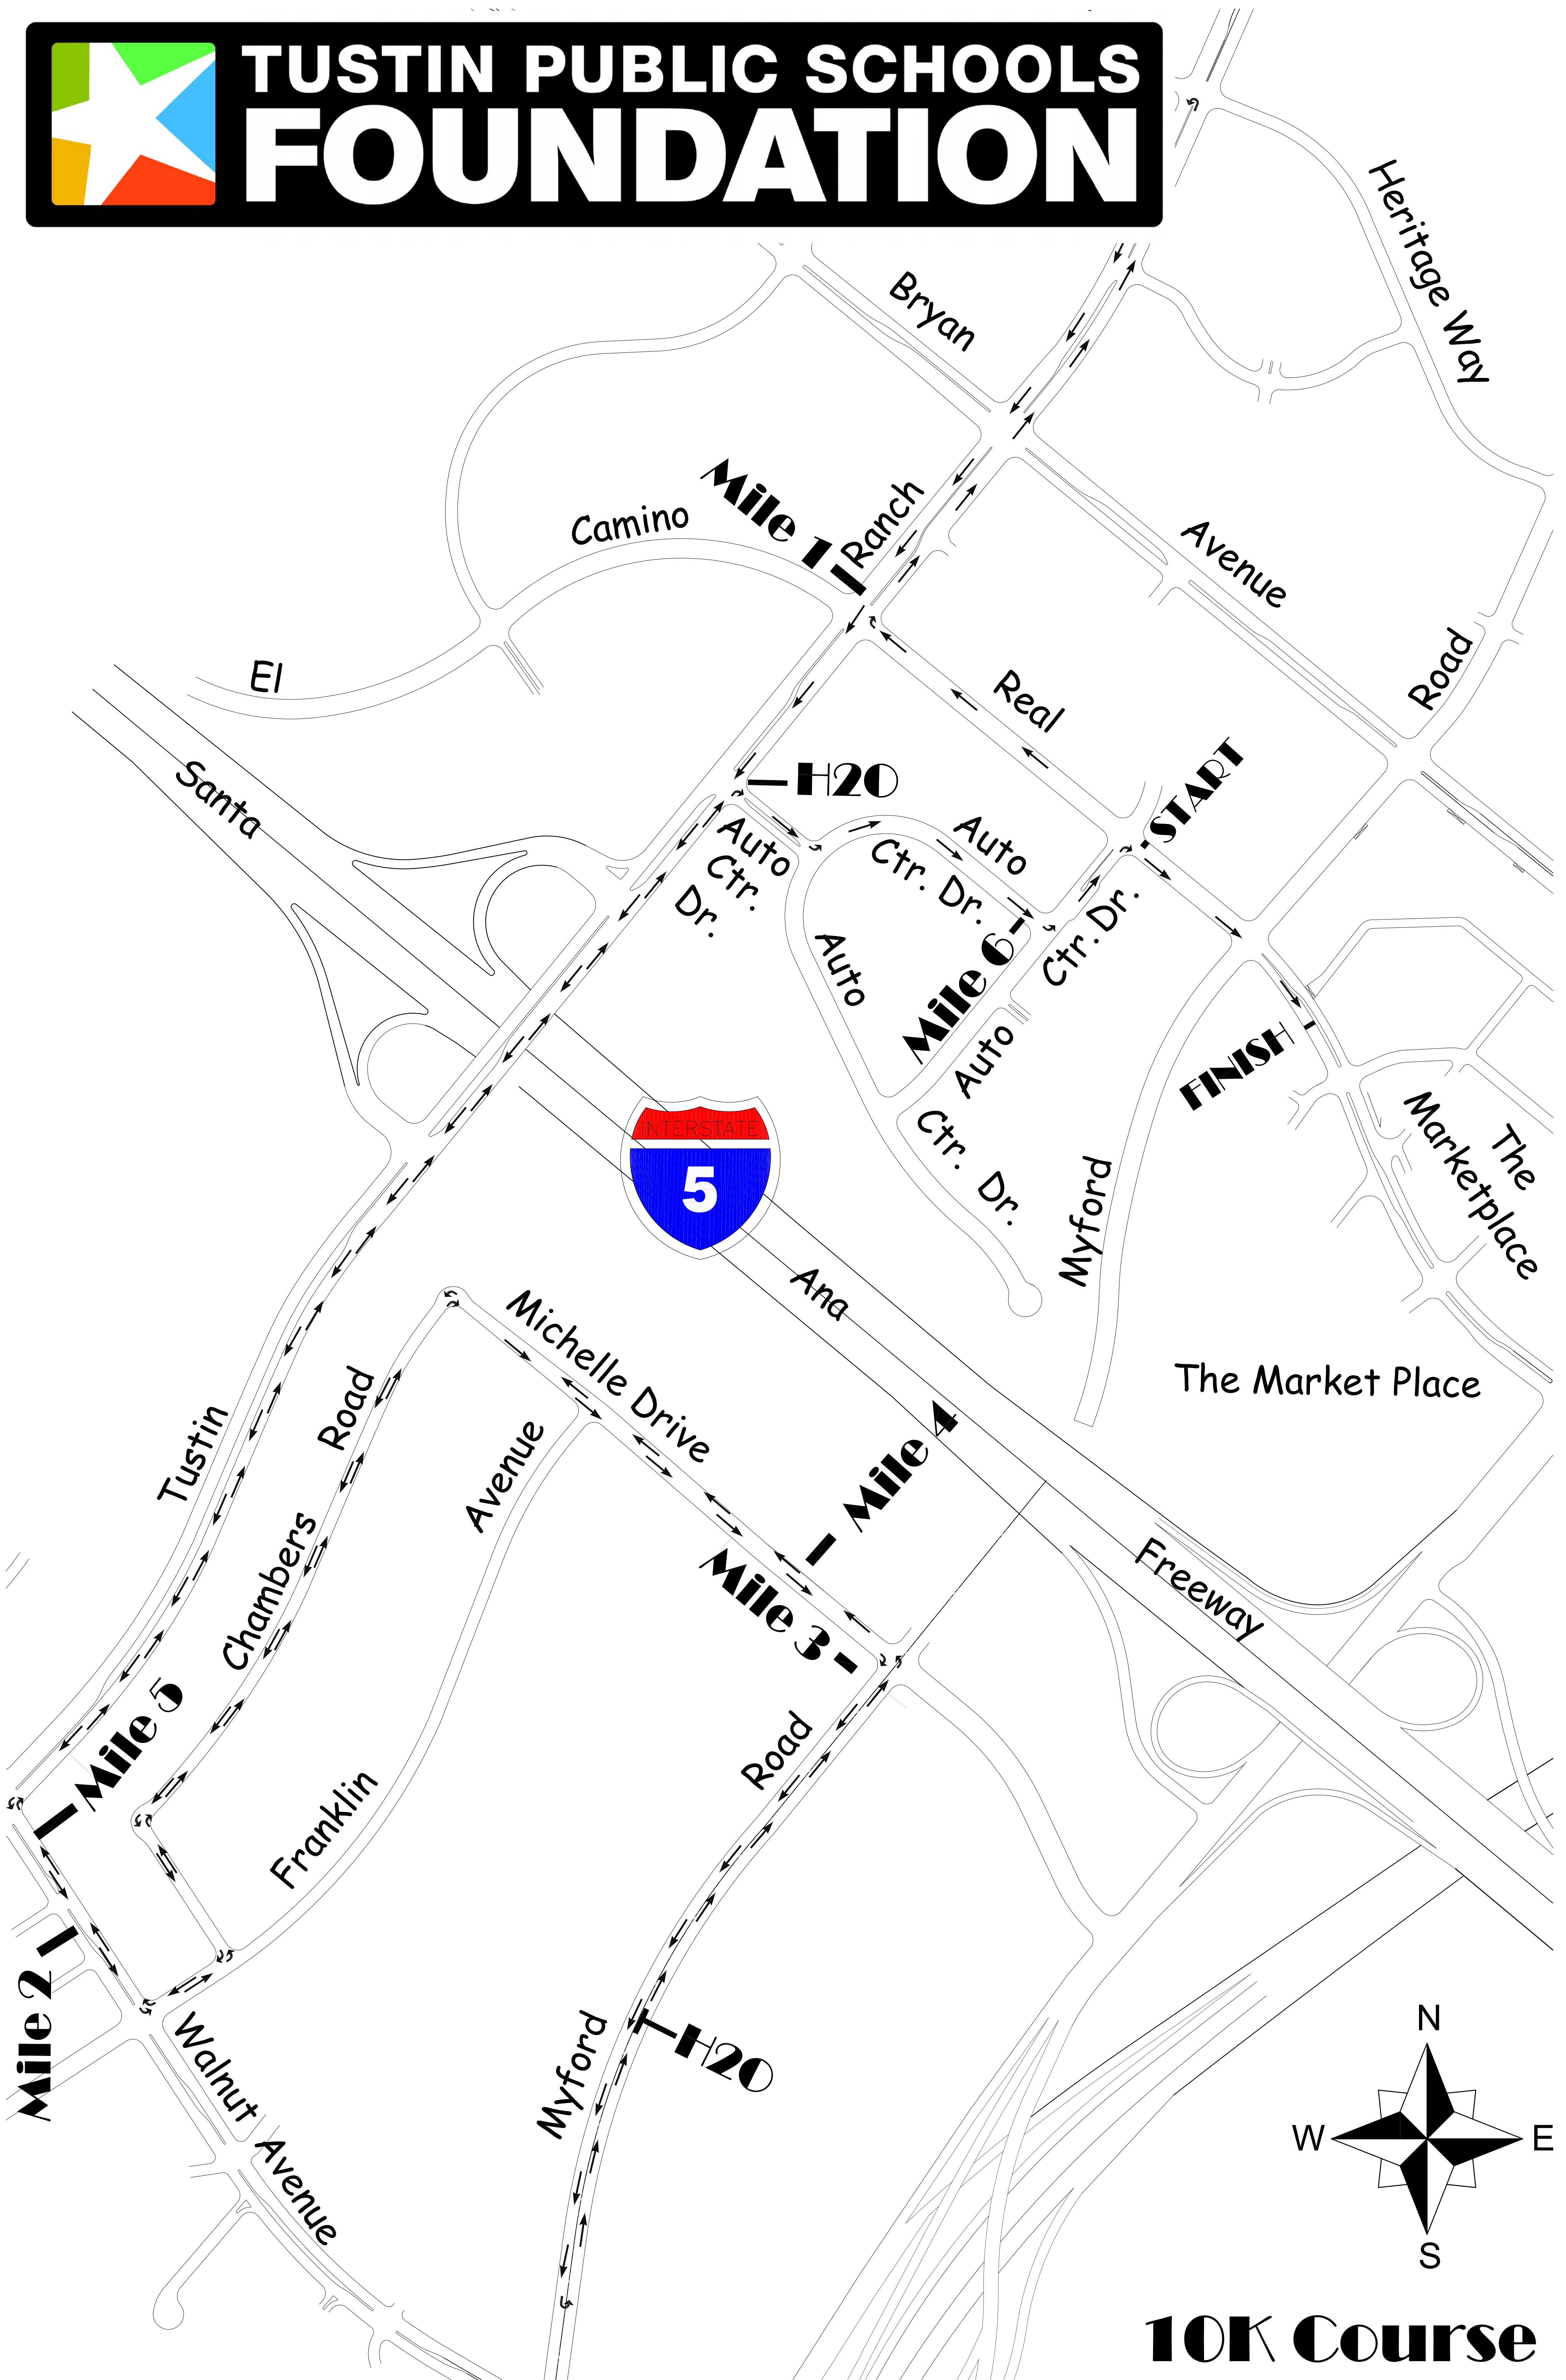 TUSTIN PUBLIC SCHOOLS
FOUNDATION
Heritage Way
Bryan
Mile 1
Ranch
Camino
Avenue
El
Road
Real
Santa
START
H2O
Auto
Ctr.
Dr.
Auto
Ctr. Dr.
Ctr. Dr.
Mile 6
Auto
Auto
FINISH
Ctr. Dr.
The
Marketplace
INTERSTATE
5
Myford
Ana
Michelle Drive
The Market Place
Road
Tustin
Avenue
Mile 4
Chambers
Freeway
Mile 3
Mile 5
Road
Franklin
Mile 2
Walnut
Avenue
Myford
H2O
N
W
E
S
10K Course